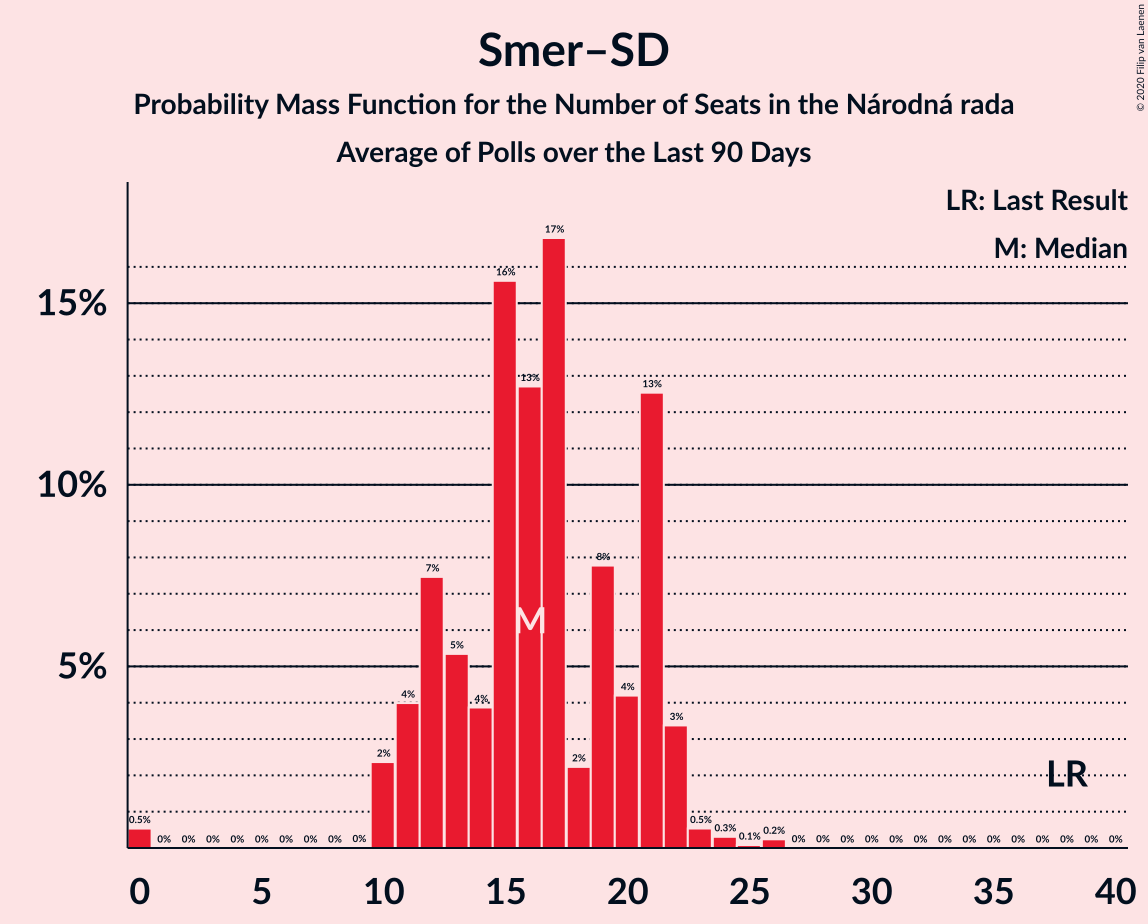 Smer–SD
Probability Mass Function for the Number of Seats in the Národná rada
Average of Polls over the Last 90 Days
© 2020 Filip van Laenen
LR: Last Result
M: Median
15%
10%
5%
0.5% 0% 0% 0% 0% 0% 0% 0% 0% 0% 2% 4% 7% 5% 4% 16% 13% 17% 2% 8% 4% 13% 3% 0.5% 0.3% 0.1% 0.2% 0% 0% 0% 0% 0% 0% 0% 0% 0% 0% 0% 0% 0% 0%
M
LR
0 5 10 15 20 25 30 35 40